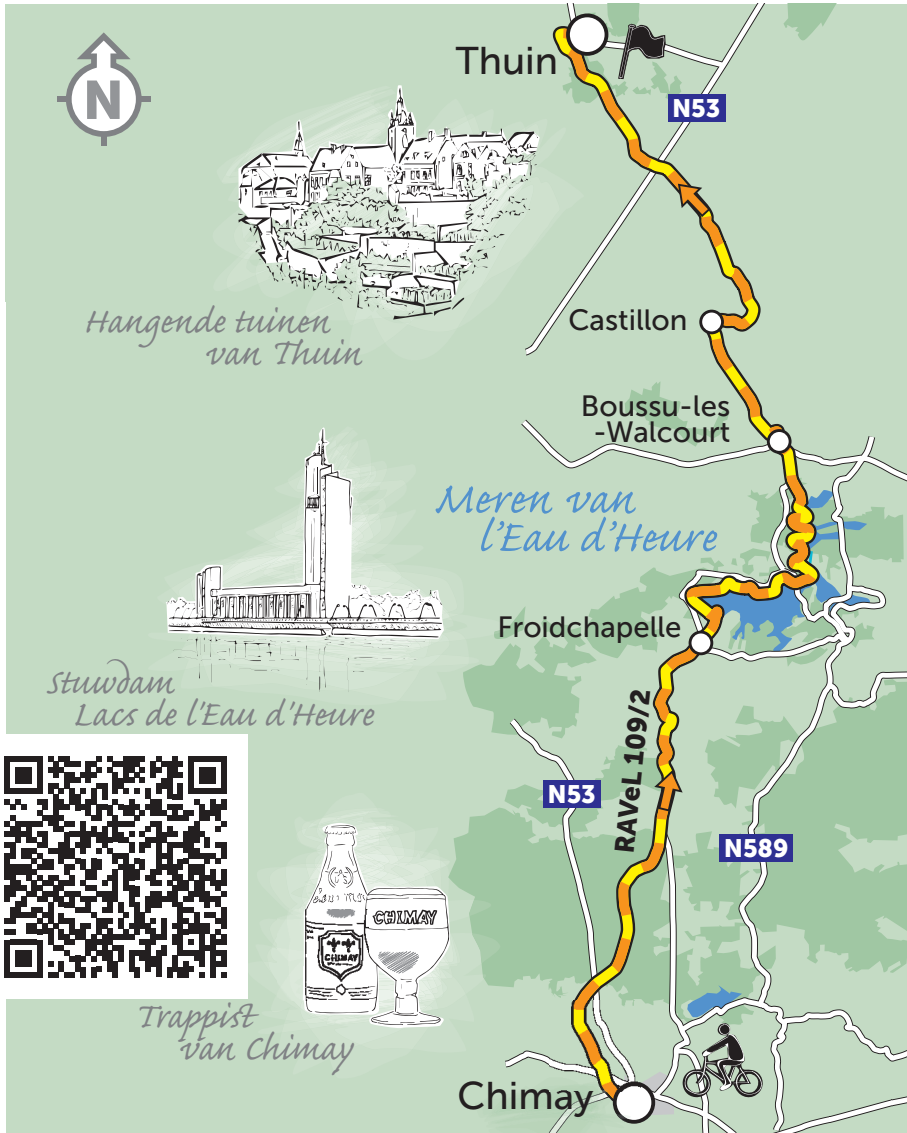 N
Thuin
N53
Hangende tuinen
van Thuin
Castillon
Boussu-les
-Walcourt
Meren van
l'Eau d'Heure
Froidchapelle
Stuwdam
Lacs de l'Eau d'Heure
RAVeL 109/2
N53
N589
CHIMAY
CHIMAY
Trappist
van Chimay
Chimay